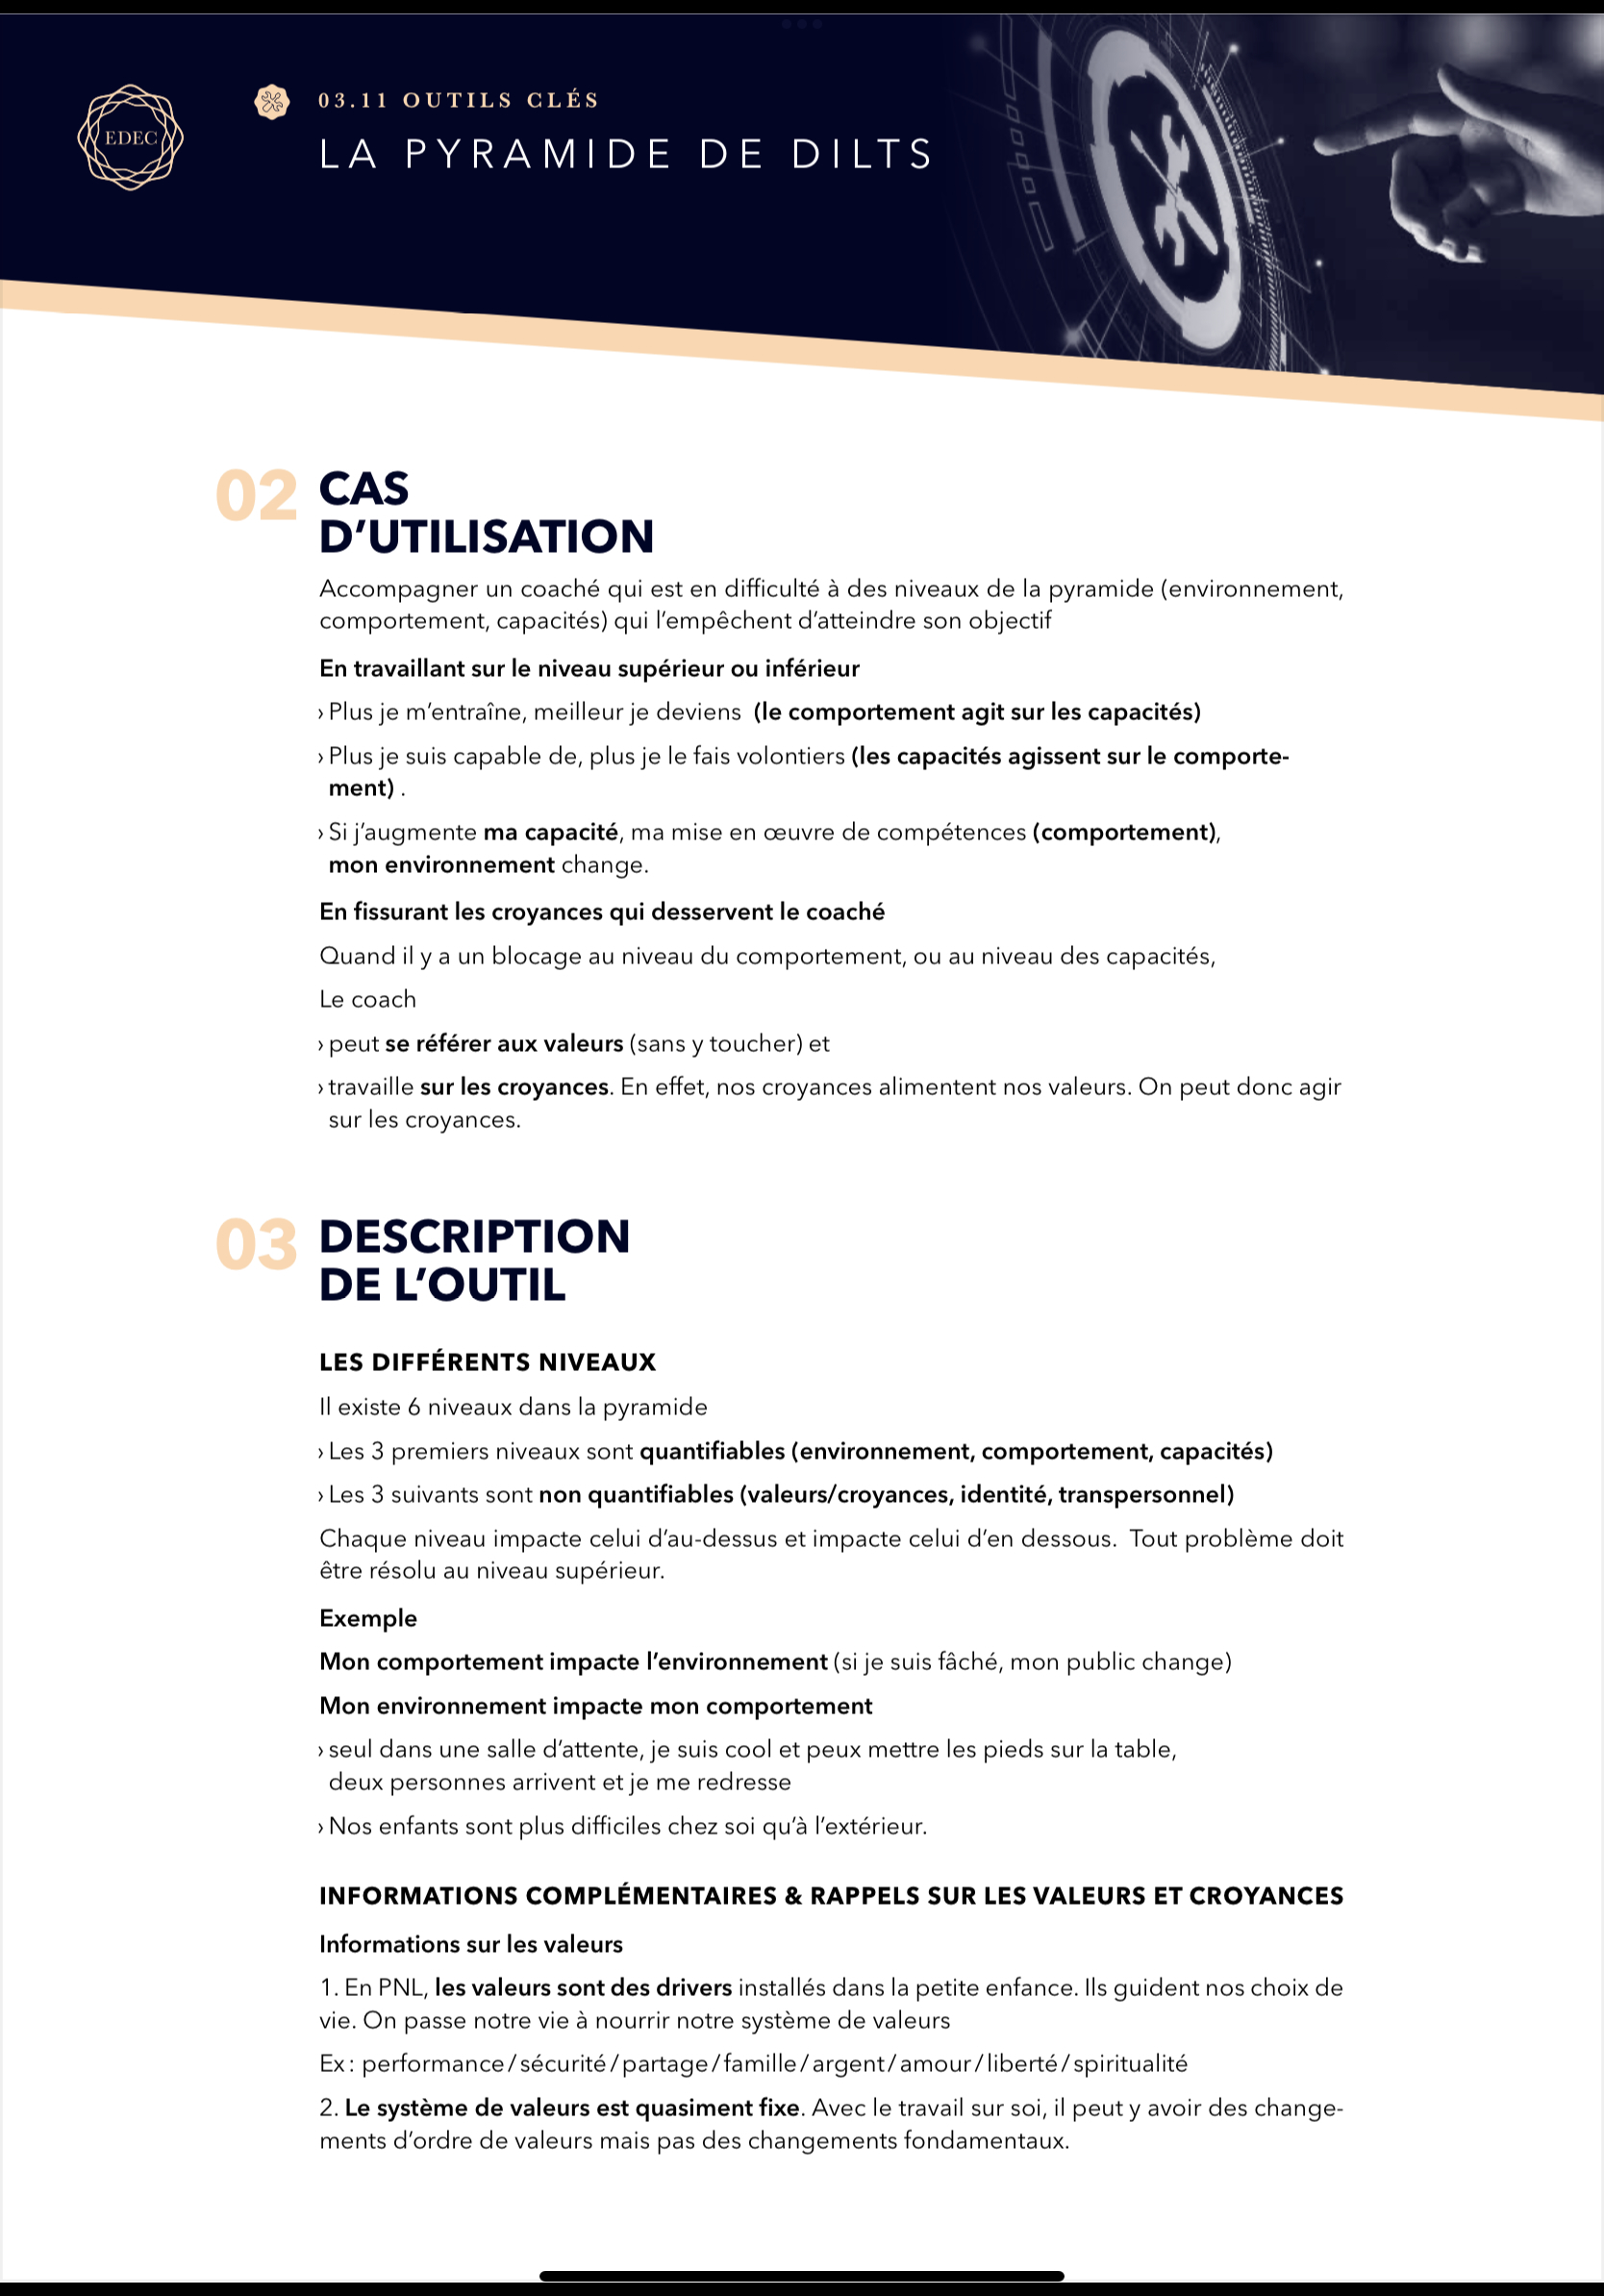 EDEC
03.11 OUTILS CLÉS
LA PYRAMIDE DE DILTS
02 CAS
D’UTILISATION
Accompagner un coaché qui est en difficulté à des niveaux de la pyramide (environnement,
comportement, capacités) qui l’empêchent d’atteindre son objectif
En travaillant sur le niveau supérieur ou inférieur
› Plus je m’entraîne, meilleur je deviens (le comportement agit sur les capacités)
› Plus je suis capable de, plus je le fais volontiers (les capacités agissent sur le comporte-
ment) .
› Si j’augmente ma capacité, ma mise en œuvre de compétences (comportement),
mon environnement change.
En fissurant les croyances qui desservent le coaché
Quand il y a un blocage au niveau du comportement, ou au niveau des capacités,
Le coach
› peut se référer aux valeurs (sans y toucher) et
› travaille sur les croyances. En effet, nos croyances alimentent nos valeurs. On peut donc agir
sur les croyances.
03 DESCRIPTION
DE L’OUTIL
LES DIFFÉRENTS NIVEAUX
Il existe 6 niveaux dans la pyramide
› Les 3 premiers niveaux sont quantifiables (environnement, comportement, capacités)
› Les 3 suivants sont non quantifiables (valeurs/croyances, identité, transpersonnel)
Chaque niveau impacte celui d’au-dessus et impacte celui d’en dessous. Tout problème doit
être résolu au niveau supérieur.
Exemple
Mon comportement impacte l’environnement (si je suis fâché, mon public change)
Mon environnement impacte mon comportement
› seul dans une salle d’attente, je suis cool et peux mettre les pieds sur la table,
deux personnes arrivent et je me redresse
› Nos enfants sont plus difficiles chez soi qu’à l’extérieur.
INFORMATIONS COMPLÉMENTAIRES & RAPPELS SUR LES VALEURS ET CROYANCES
Informations sur les valeurs
1. En PNL, les valeurs sont des drivers installés dans la petite enfance. Ils guident nos choix de
vie. On passe notre vie à nourrir notre système de valeurs
Ex : performance / sécurité / partage / famille / argent / amour / liberté / spiritualité
2. Le système de valeurs est quasiment fixe. Avec le travail sur soi, il peut y avoir des change-
ments d’ordre de valeurs mais pas des changements fondamentaux.